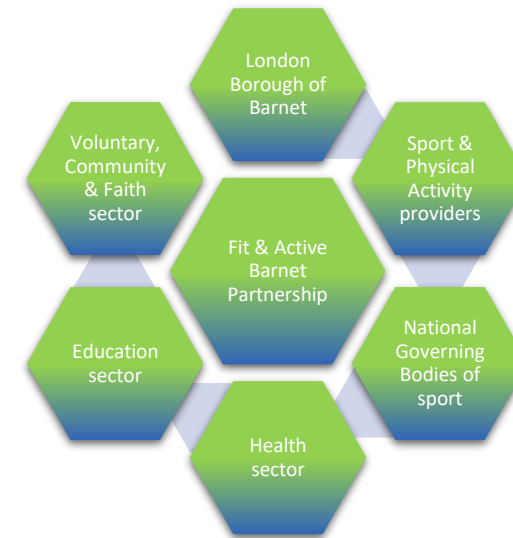 London
Borough of
Barnet
Sport &
Physical
Activity
providers
National
Governing
Bodies of
sport
Health
sector
Education
sector
Voluntary,
Community
& Faith
sector
Fit & Active
Barnet
Partnership